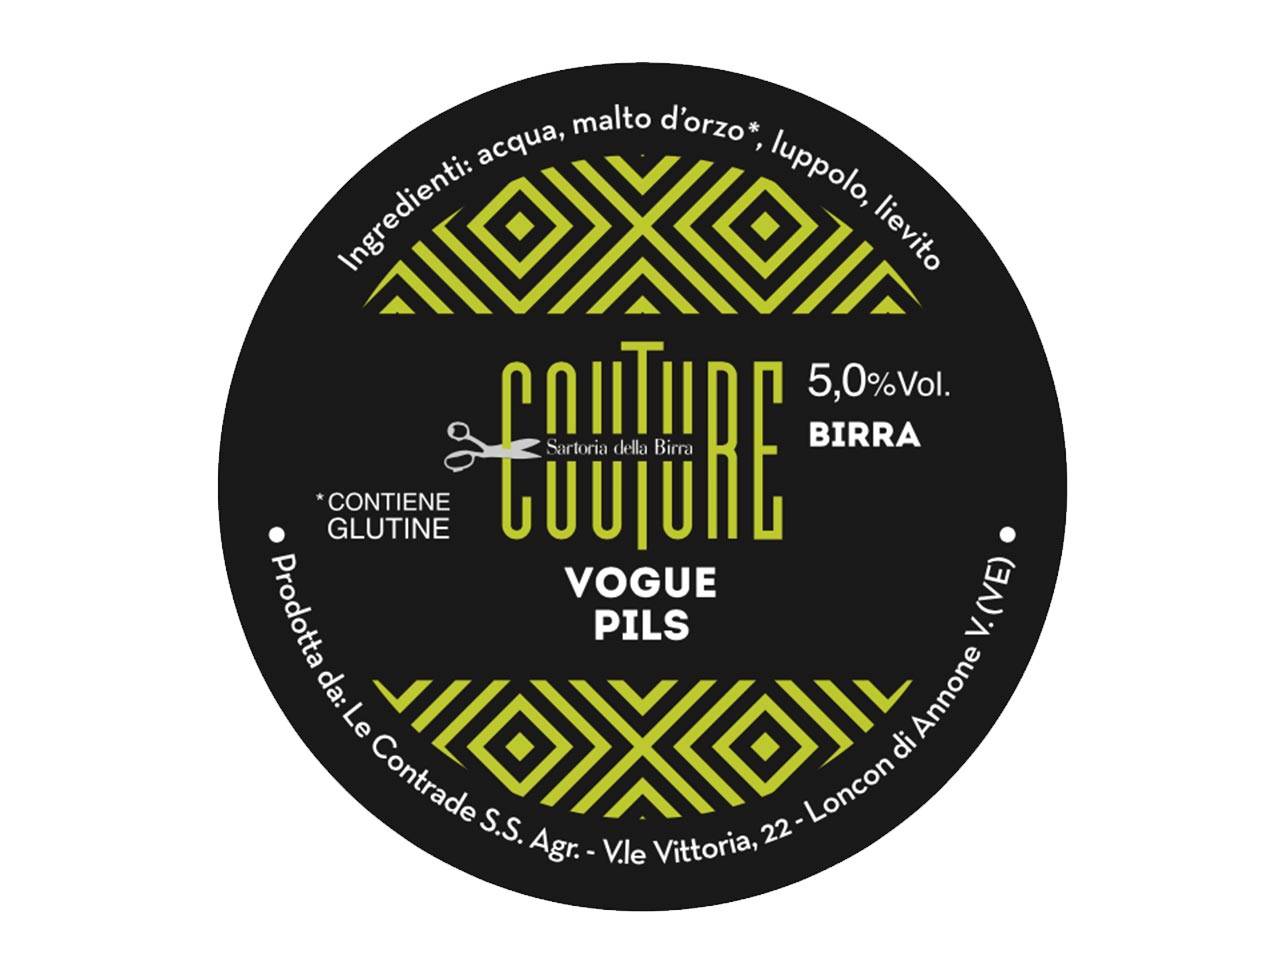 Ingredienti: acqua, malto d'orzo*, luppolo, lievito
COUTURE
Sartoria della Birra
5,0%Vol.
BIRRA
*CONTIENE
GLUTINE
VOGUE
PILS
• Prodotta da: Le Contrade S.S. Agr. - V.le Vittoria, 22 - Loncon di Annone V. (VE) •